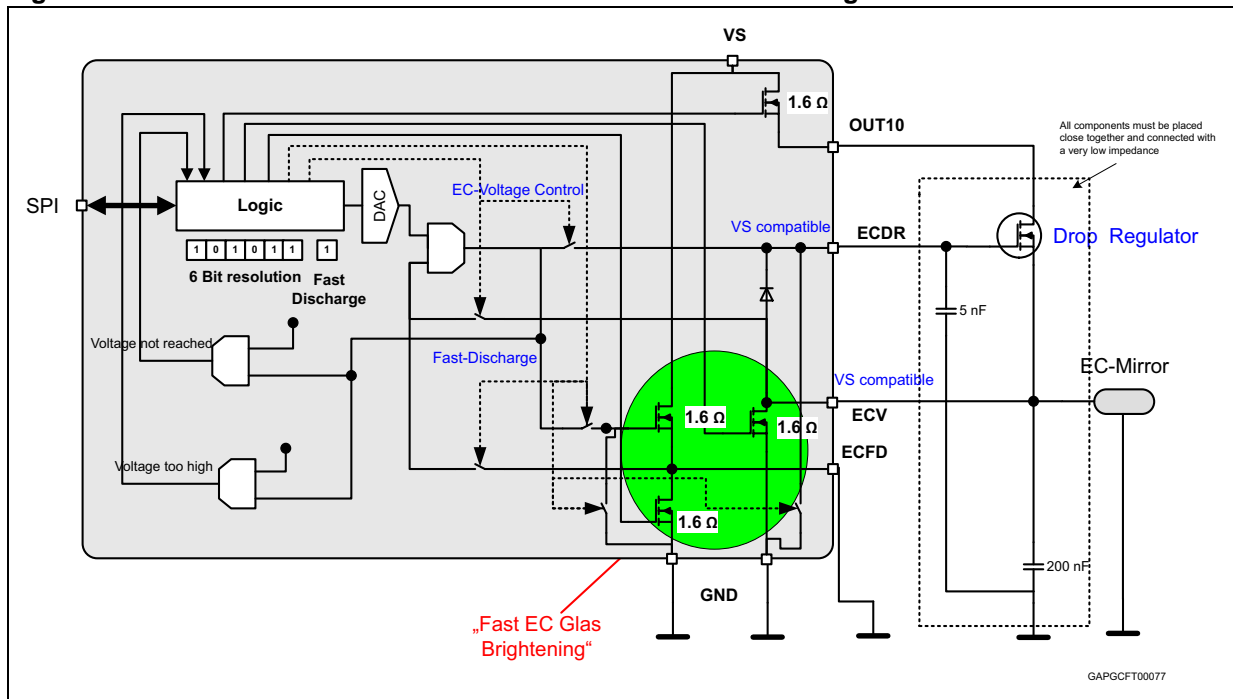 VS
1.6 Ω
OUT10
All components must be placed
close together and connected with
a very low impedance
SPI
Logic
DAC
EC-Voltage Control
VS compatible
ECDR
Drop Regulator
1 0 1 0 1 1 1
6 Bit resolution
Fast
Discharge
5 nF
Voltage not reached
Fast-Discharge
VS compatible
EC-Mirror
ECV
1.6 Ω
1.6 Ω
ECFD
Voltage too high
1.6 Ω
200 nF
GND
„Fast EC Glas
Brightening“
GAPGCFT00077